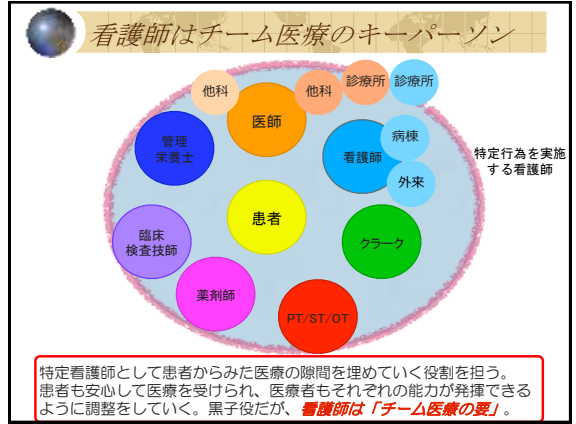 看護師はチーム医療のキーパーソン
他科
医師
他科
診療所
診療所
管理
栄養士
看護師
病棟
外来
特定行為を実施
する看護師
患者
臨床
検査技師
クラーク
薬剤師
PT/ST/OT
特定看護師として患者からみた医療の隙間を埋めていく役割を担う。
患者も安心して医療を受けられ、医療者もそれぞれの能力が発揮できる
ように調整をしていく。黒子役だが、看護師は「チーム医療の要」。